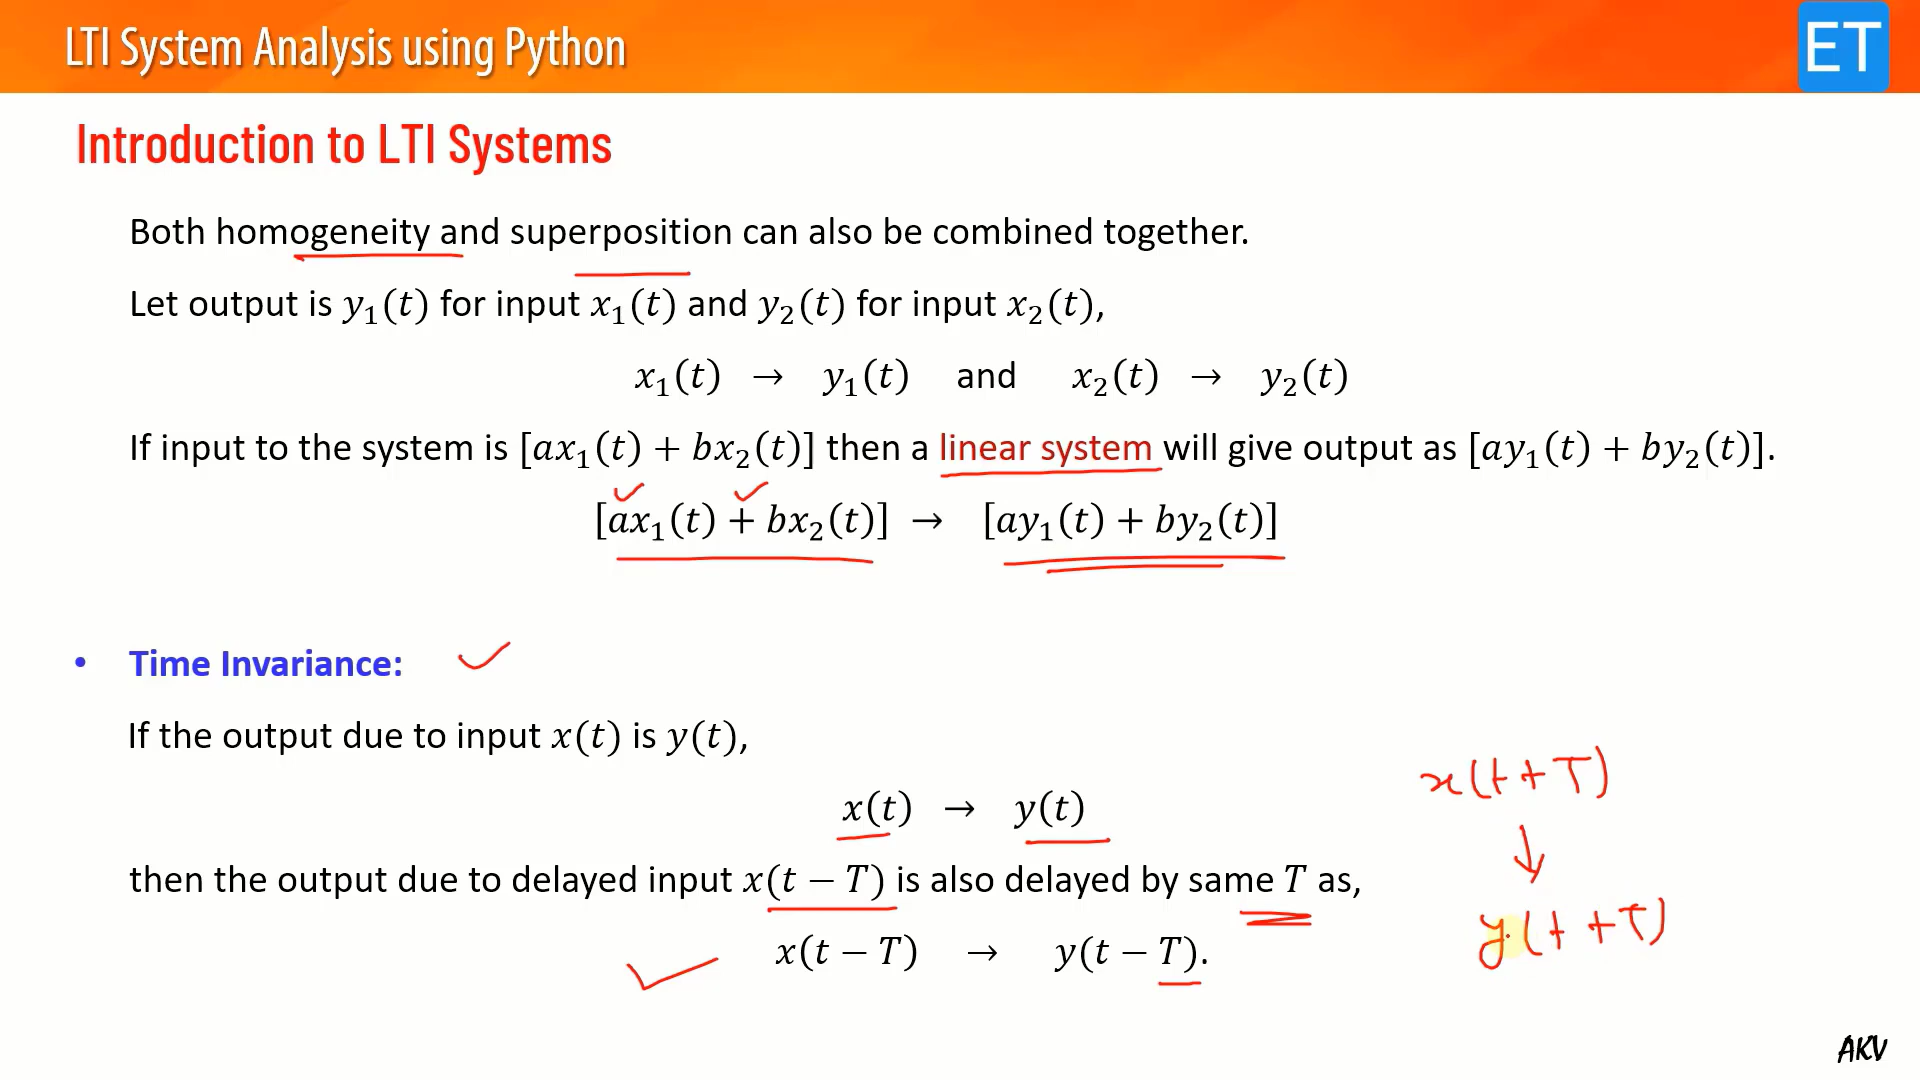 LTI System Analysis using Python
ET
Introduction to LTI Systems
Both homogeneity and superposition can also be combined together.
Let output is y₁(t) for input x₁(t) and y₂(t) for input x₂(t),
x₁(t) → y₁(t) and x₂(t) → y₂(t)
If input to the system is [ax₁(t) + bx₂(t)] then a linear system will give output as [ay₁(t) + by₂(t)].
[ax₁(t) + bx₂(t)] → [ay₁(t) + by₂(t)]
• Time Invariance:
If the output due to input x(t) is y(t),
x(t) → y(t)
x(t+T)
↓
then the output due to delayed input x(t − T) is also delayed by same T as,
y(t+T)
x(t − T) → y(t − T).
AKV